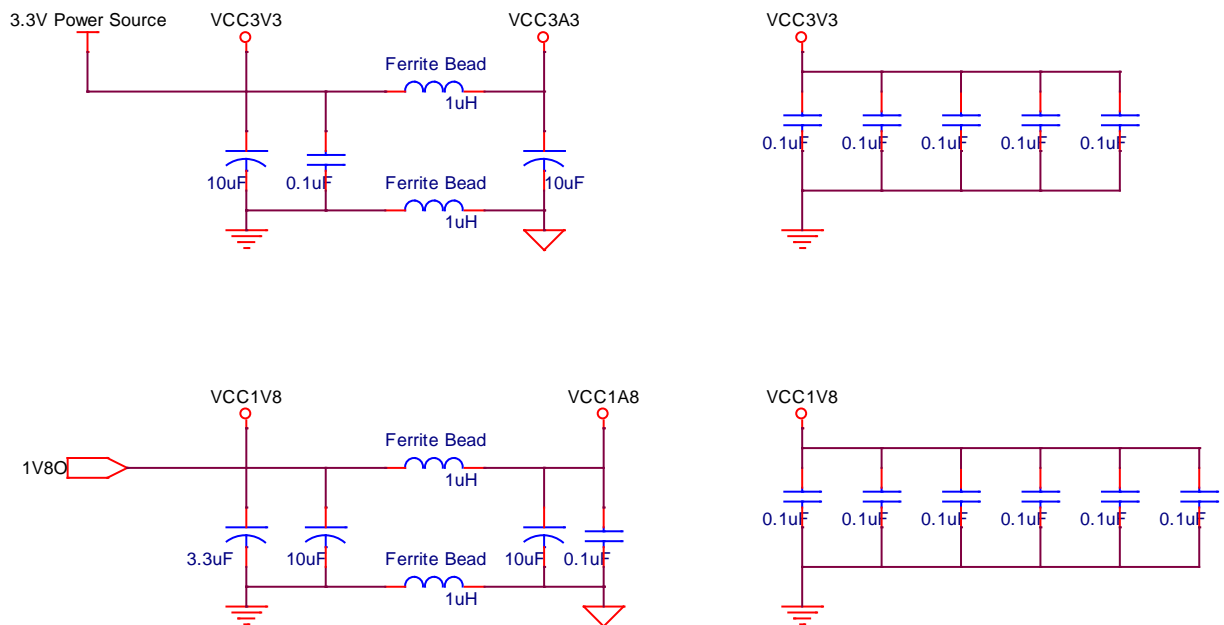 3.3V Power Source
VCC3V3
VCC3A3
VCC3V3
Ferrite Bead
1uH
0.1uF
0.1uF
0.1uF
0.1uF
0.1uF
10uF
0.1uF
Ferrite Bead
10uF
1uH
VCC1V8
VCC1A8
VCC1V8
Ferrite Bead
1V8O
1uH
0.1uF
0.1uF
0.1uF
0.1uF
0.1uF
0.1uF
3.3uF
10uF
Ferrite Bead
10uF
0.1uF
1uH